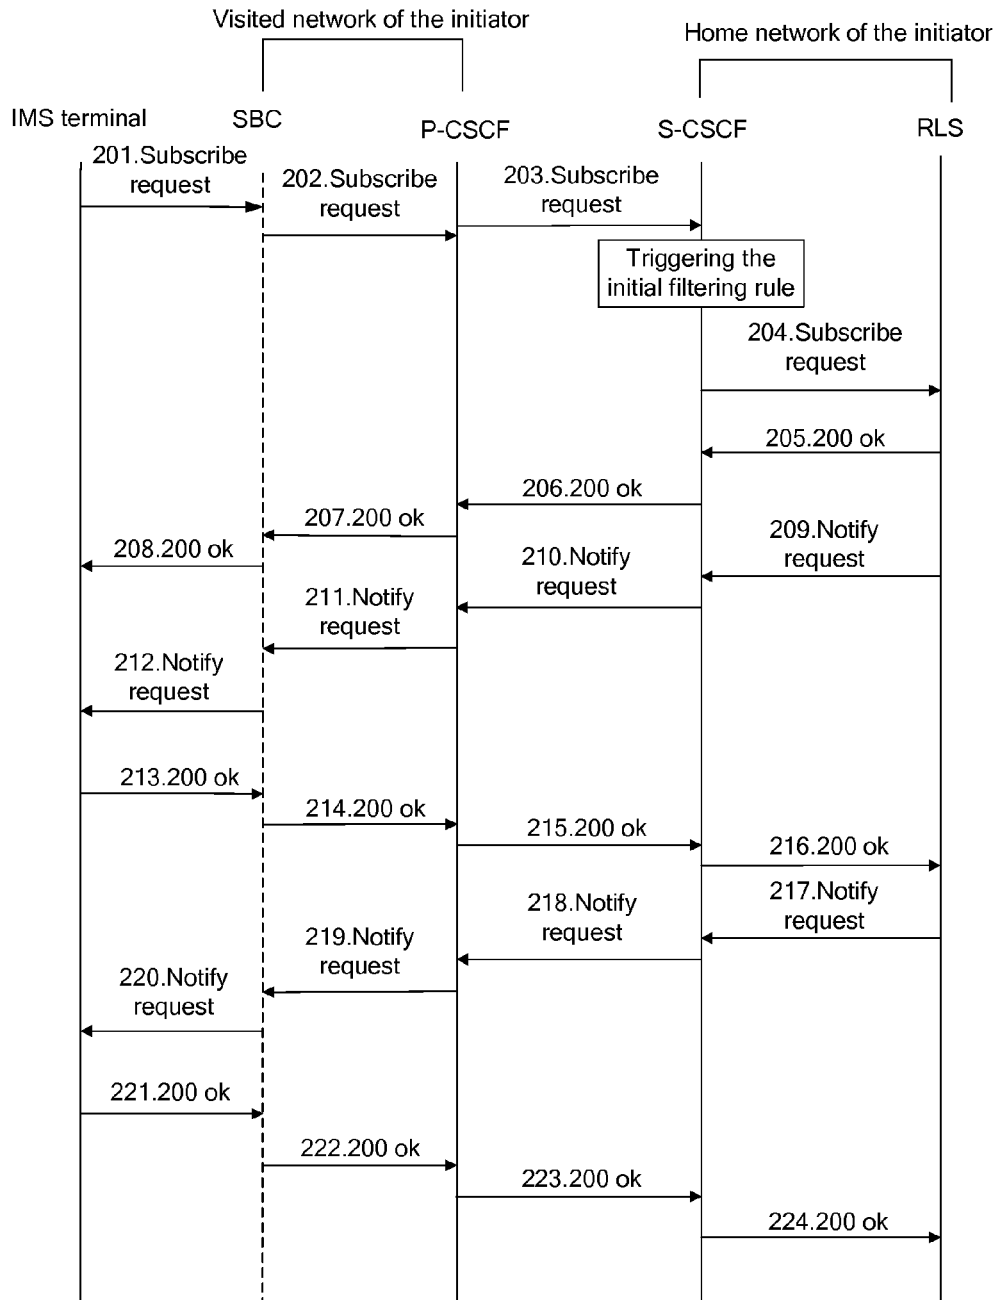 Visited network of the initiator
Home network of the initiator
IMS terminal
SBC
P-CSCF
S-CSCF
RLS
201.Subscribe
request
202.Subscribe
request
203.Subscribe
request
Triggering the
initial filtering rule
204.Subscribe
request
205.200 ok
206.200 ok
207.200 ok
208.200 ok
209.Notify
request
210.Notify
request
211.Notify
request
212.Notify
request
213.200 ok
214.200 ok
215.200 ok
216.200 ok
217.Notify
request
218.Notify
request
219.Notify
request
220.Notify
request
221.200 ok
222.200 ok
223.200 ok
224.200 ok